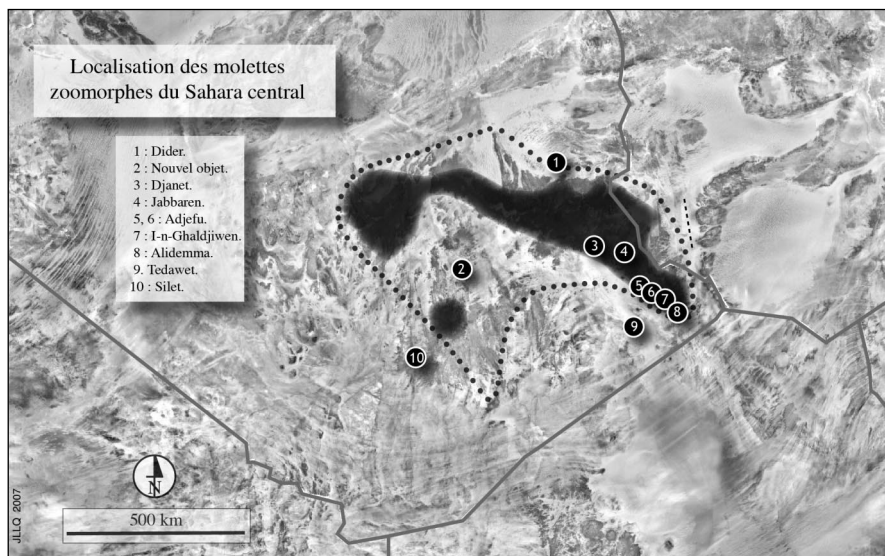 Localisation des molettes
zoomorphes du Sahara central
1 : Dider.
2 : Nouvel objet.
3 : Djanet.
4 : Jabbaren.
5, 6 : Adjefu.
7 : I-n-Ghaldjiwen.
8 : Alidemma.
9. Tedawet.
10 : Silet.
1
2
3
4
5
6
7
8
9
10
N
500 km
JLLQ 2007